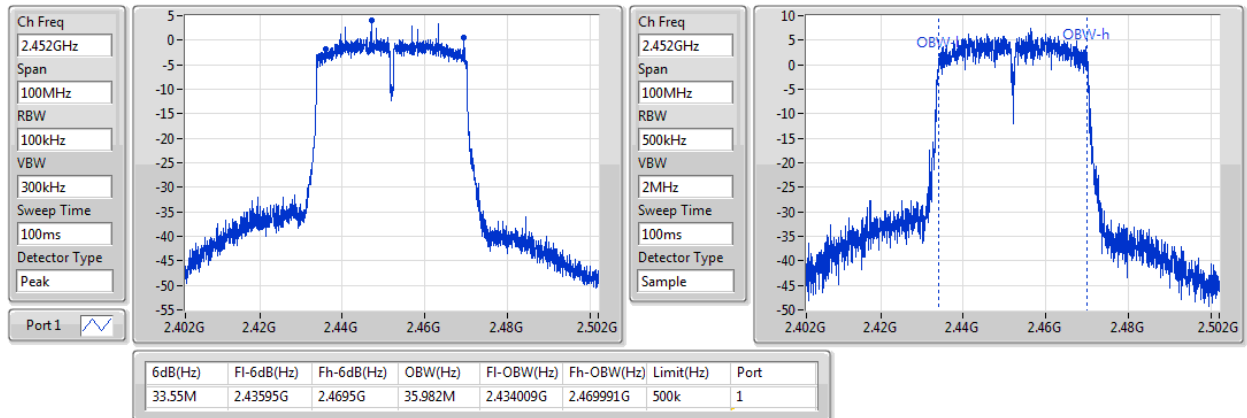 Ch Freq
2.452GHz
Span
100MHz
RBW
100kHz
VBW
300kHz
Sweep Time
100ms
Detector Type
Peak
Port 1
5
0
-5
-10
-15
-20
-25
-30
-35
-40
-45
-50
-55
2.402G 2.42G 2.44G 2.46G 2.48G 2.502G
Ch Freq
2.452GHz
Span
100MHz
RBW
500kHz
VBW
2MHz
Sweep Time
100ms
Detector Type
Sample
10
5
0
-5
-10
-15
-20
-25
-30
-35
-40
-45
-50
OBW-h
2.402G 2.42G 2.44G 2.46G 2.48G 2.502G
6dB(Hz) Fl-6dB(Hz) Fh-6dB(Hz) OBW(Hz) Fl-OBW(Hz) Fh-OBW(Hz) Limit(Hz) Port
33.55M 2.43595G 2.4695G 35.982M 2.434009G 2.469991G 500k 1